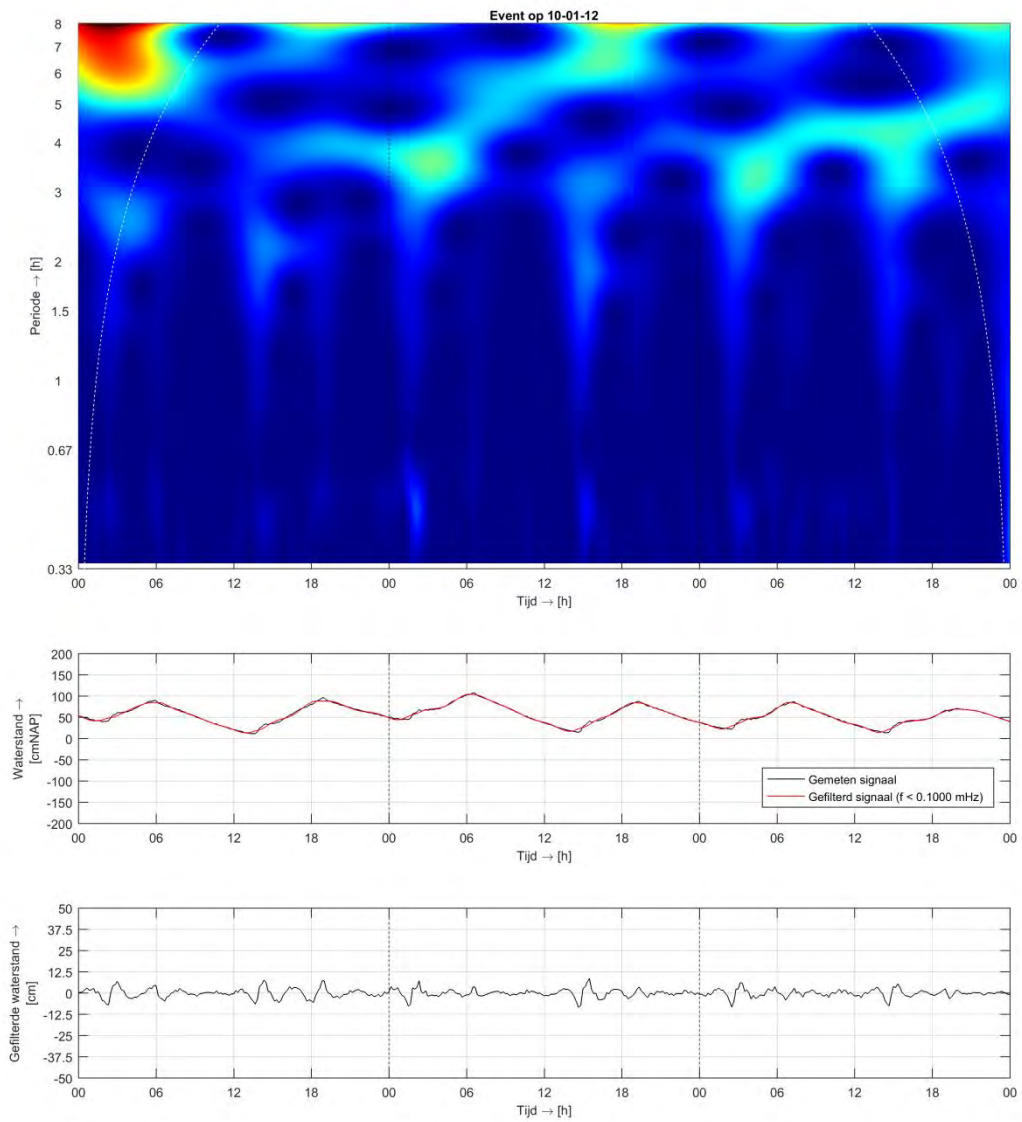 Event op 10-01-12
8
7
6
5
4
3
2
1.5
1
0.67
0.33
Periode → [h]
00 06 12 18 00 06 12 18 00 06 12 18 00
Tijd → [h]
200
150
100
50
0
-50
-100
-150
-200
Waterstand →
[cmNAP]
Gemeten signaal
Gefilterd signaal (f < 0.1000 mHz)
00 06 12 18 00 06 12 18 00 06 12 18 00
Tijd → [h]
50
37.5
25
12.5
0
-12.5
-25
-37.5
-50
Gefilterde waterstand →
[cm]
00 06 12 18 00 06 12 18 00 06 12 18 00
Tijd → [h]